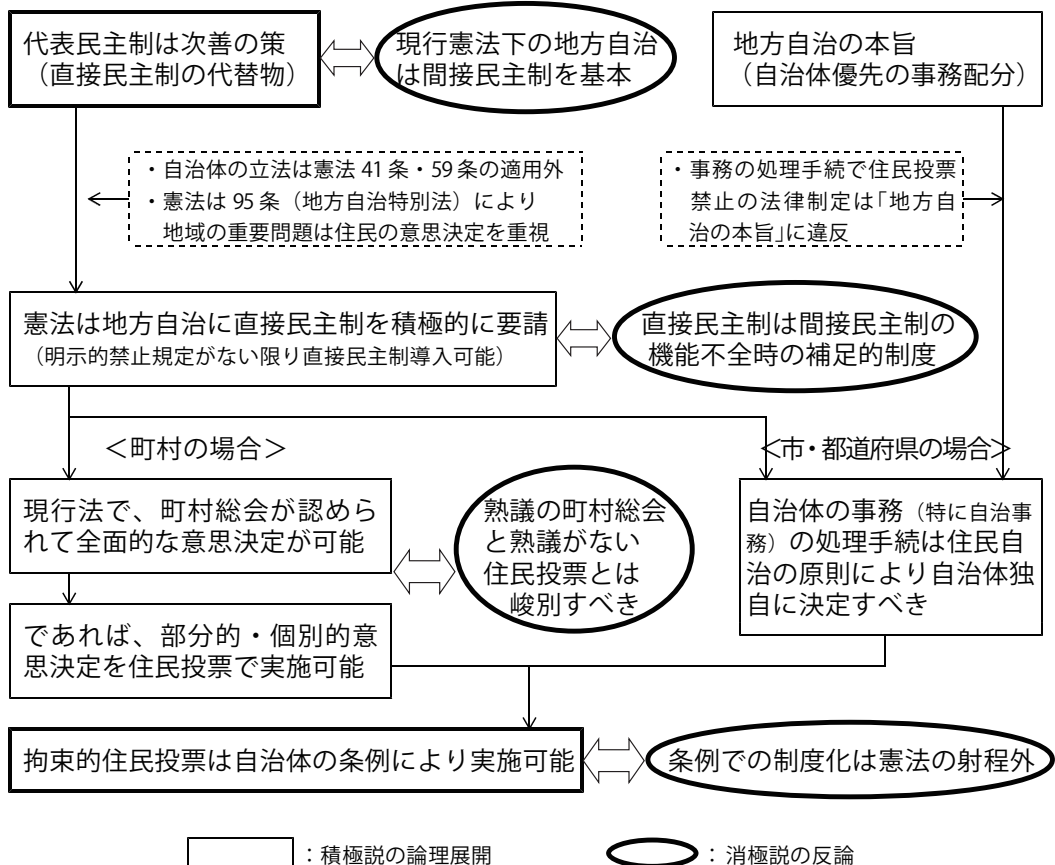 代表民主制は次善の策
（直接民主制の代替物）
現行憲法下の地方自治
は間接民主制を基本
地方自治の本旨
（自治体優先の事務配分）
・自治体の立法は憲法 41 条・59 条の適用外
・憲法は 95 条（地方自治特別法）により
地域の重要問題は住民の意思決定を重視
・事務の処理手続で住民投票
禁止の法律制定は「地方自
治の本旨」に違反
憲法は地方自治に直接民主制を積極的に要請
（明示的禁止規定がない限り直接民主制導入可能）
直接民主制は間接民主制の
機能不全時の補足的制度
＜町村の場合＞
＜市・都道府県の場合＞
現行法で、町村総会が認めら
れて全面的な意思決定が可能
熟議の町村総会
と熟議がない
住民投票とは
峻別すべき
自治体の事務（特に自治事
務）の処理手続は住民自
治の原則により自治体独
自に決定すべき
であれば、部分的・個別的意
思決定を住民投票で実施可能
拘束的住民投票は自治体の条例により実施可能
条例での制度化は憲法の射程外
：積極説の論理展開
：消極説の反論